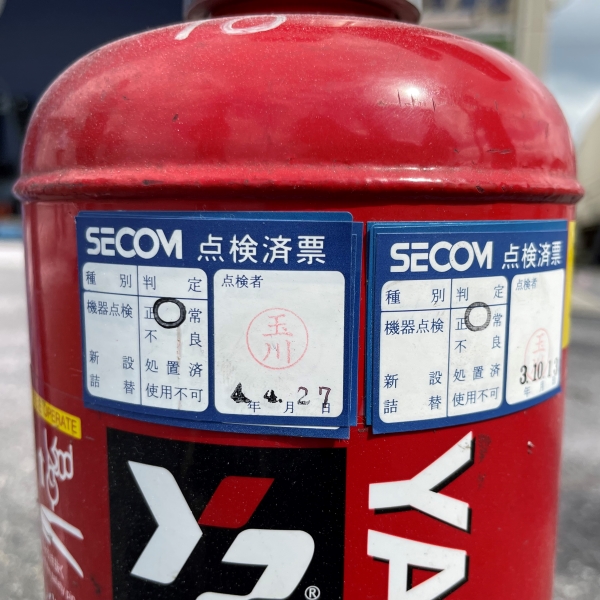 10
SECOM 点検済票
種別 判定
点検者
機器点検 正常
不良
玉川
新設 処置済
詰替 使用不可
4.4.27
年 月 日
SECOM 点検済票
種別 判定
点検者
機器点検 正常
不良
玉川
新設 処置済
詰替 使用不可
3.10.13
年 月
OPERATE
YA
®